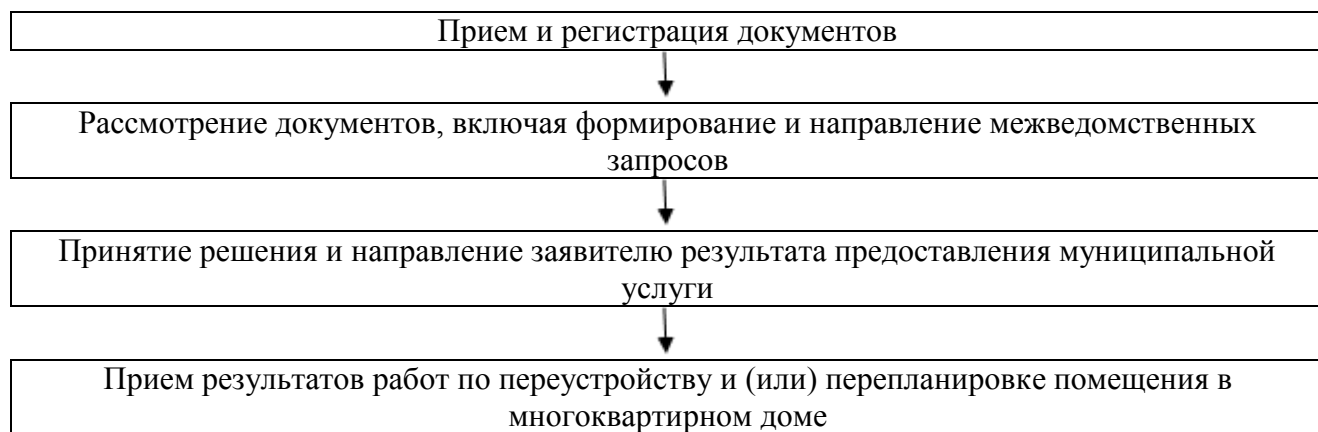 Прием и регистрация документов
Рассмотрение документов, включая формирование и направление межведомственных
запросов
Принятие решения и направление заявителю результата предоставления муниципальной
услуги
Прием результатов работ по переустройству и (или) перепланировке помещения в
многоквартирном доме